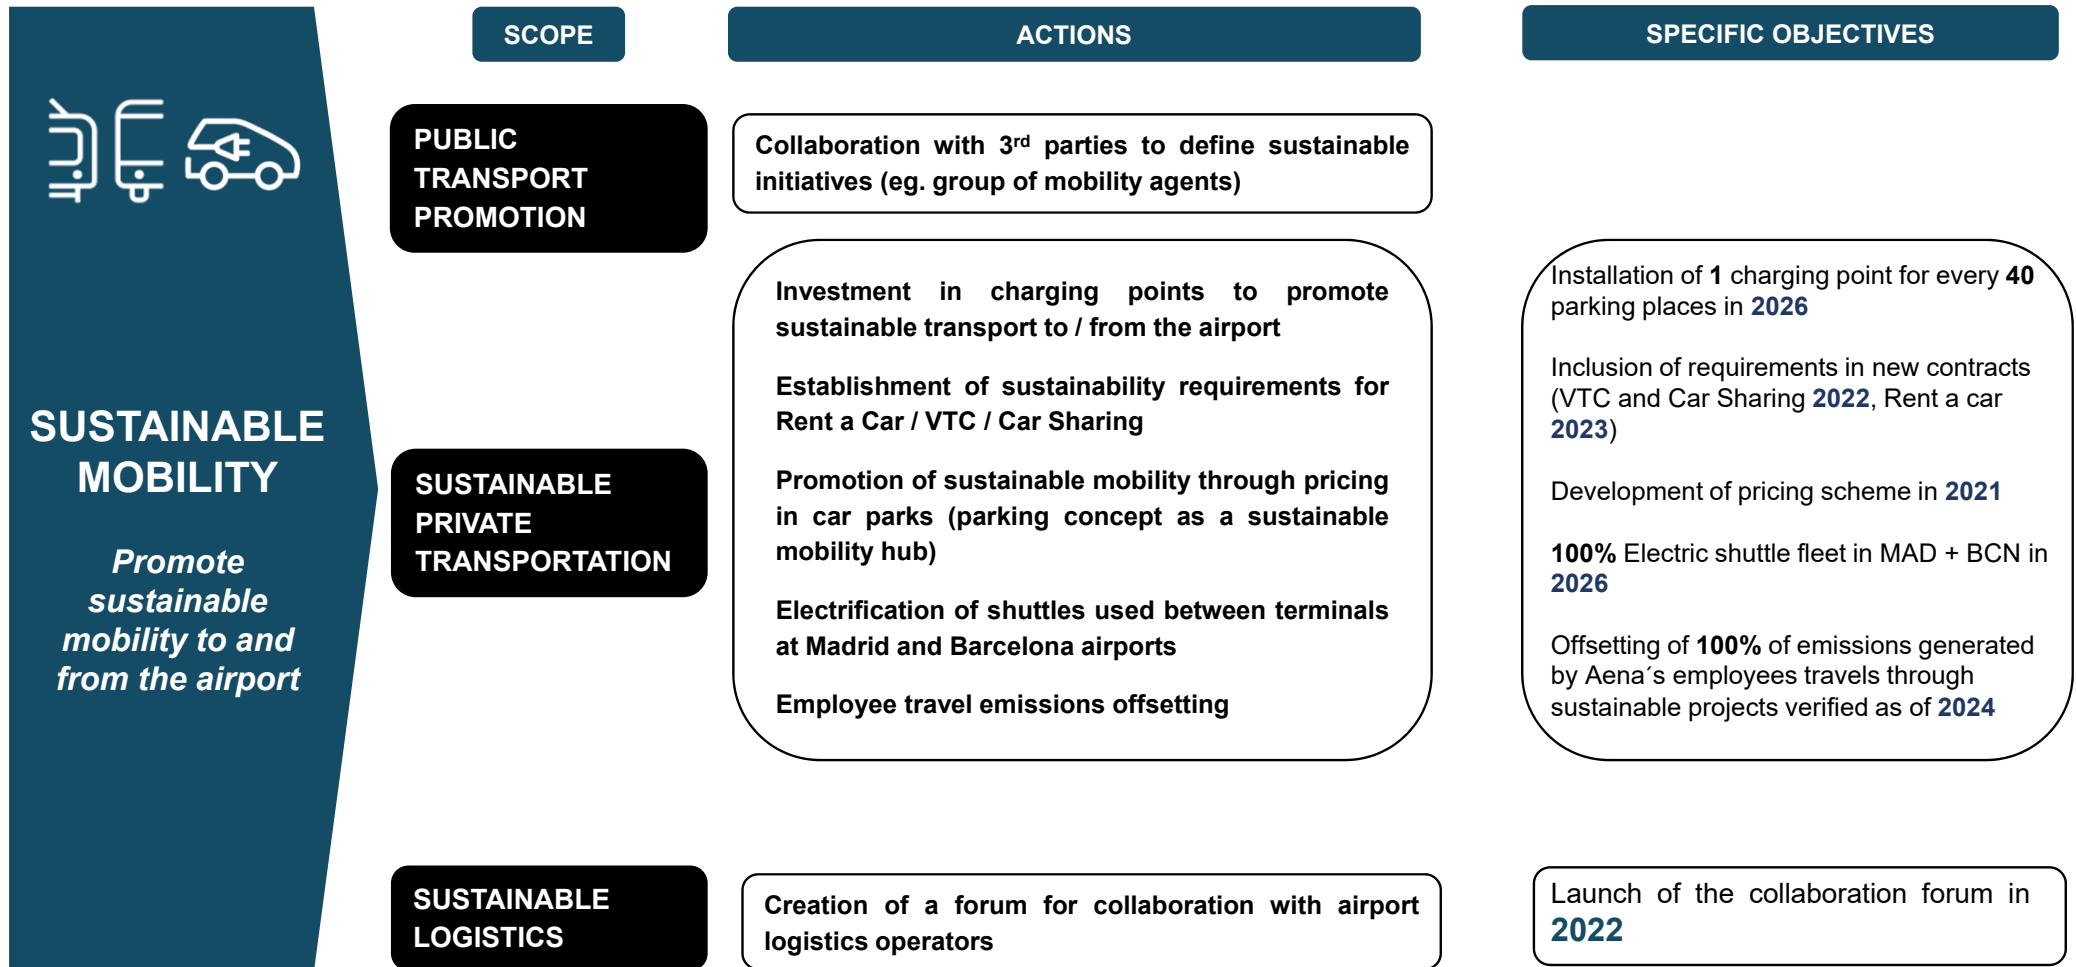 SCOPE
ACTIONS
SPECIFIC OBJECTIVES
SUSTAINABLE
MOBILITY
Promote
sustainable
mobility to and
from the airport
PUBLIC
TRANSPORT
PROMOTION
Collaboration with 3rd parties to define sustainable
initiatives (eg. group of mobility agents)
SUSTAINABLE
PRIVATE
TRANSPORTATION
Investment in charging points to promote
sustainable transport to / from the airport
Establishment of sustainability requirements for
Rent a Car / VTC / Car Sharing
Promotion of sustainable mobility through pricing
in car parks (parking concept as a sustainable
mobility hub)
Electrification of shuttles used between terminals
at Madrid and Barcelona airports
Employee travel emissions offsetting
Installation of 1 charging point for every 40
parking places in 2026
Inclusion of requirements in new contracts
(VTC and Car Sharing 2022, Rent a car
2023)
Development of pricing scheme in 2021
100% Electric shuttle fleet in MAD + BCN in
2026
Offsetting of 100% of emissions generated
by Aena´s employees travels through
sustainable projects verified as of 2024
SUSTAINABLE
LOGISTICS
Creation of a forum for collaboration with airport
logistics operators
Launch of the collaboration forum in
2022